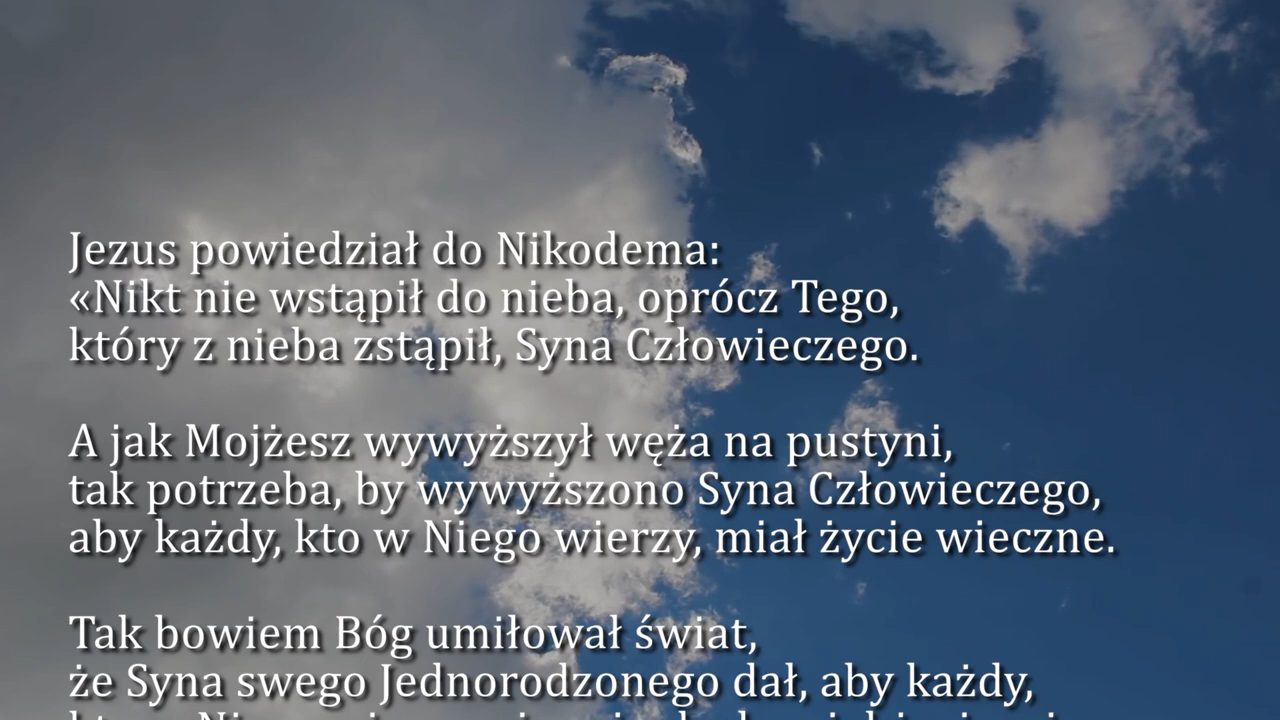 Jezus powiedział do Nikodema:
«Nikt nie wstąpił do nieba, oprócz Tego,
który z nieba zstąpił, Syna Człowieczego.
A jak Mojżesz wywyższył węża na pustyni,
tak potrzeba, by wywyższono Syna Człowieczego,
aby każdy, kto w Niego wierzy, miał życie wieczne.
Tak bowiem Bóg umiłował świat,
że Syna swego Jednorodzonego dał, aby każdy,